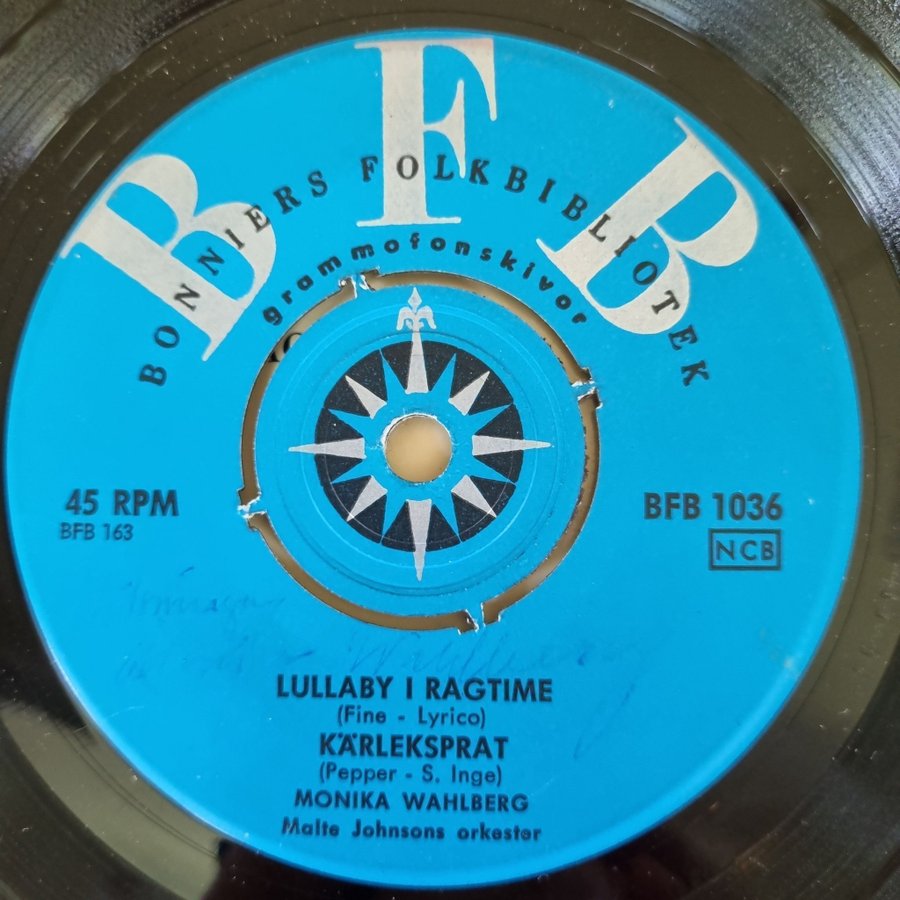 BFB
BONNIERS FOLKBIBLIOTEK
grammofonskivor
45 RPM
BFB 163
BFB 1036
NCB
LULLABY I RAGTIME
(Fine - Lyrico)
KÄRLEKSPRAT
(Pepper - S. Inge)
MONIKA WAHLBERG
Malte Johnsons orkester